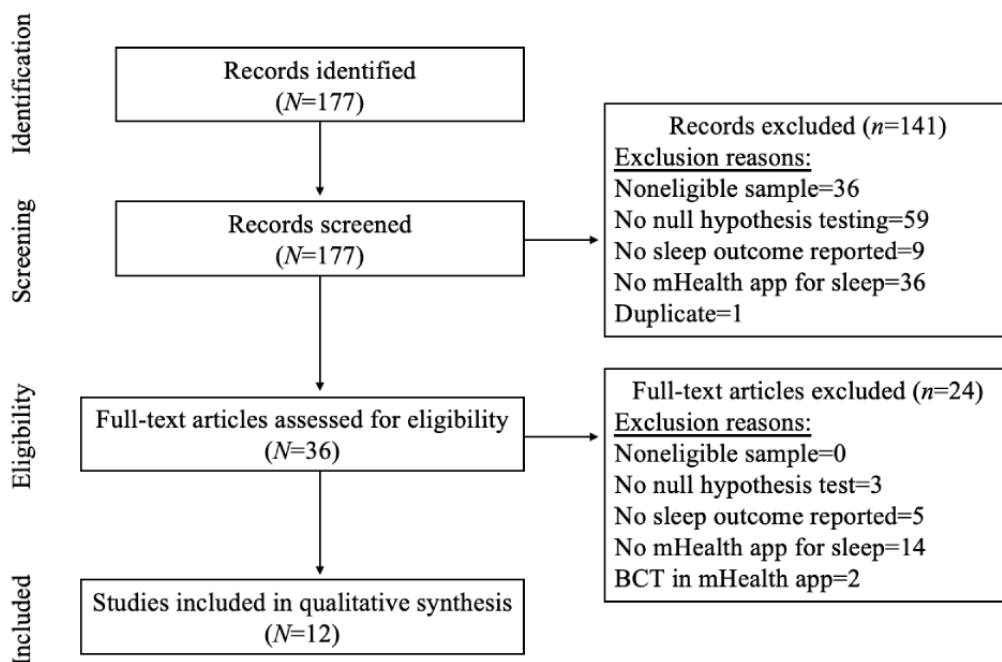 Identification
Records identified
(N=177)
Screening
Records screened
(N=177)
Records excluded (n=141)
Exclusion reasons:
Noneligible sample=36
No null hypothesis testing=59
No sleep outcome reported=9
No mHealth app for sleep=36
Duplicate=1
Eligibility
Full-text articles assessed for eligibility
(N=36)
Full-text articles excluded (n=24)
Exclusion reasons:
Noneligible sample=0
No null hypothesis test=3
No sleep outcome reported=5
No mHealth app for sleep=14
BCT in mHealth app=2
Included
Studies included in qualitative synthesis
(N=12)